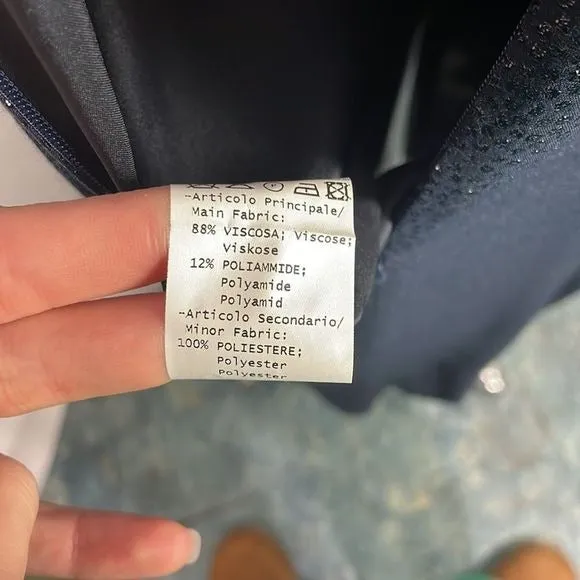 -Articolo Principale/
Main Fabric:
88% VISCOSA; Viscose;
Viskose
12% POLIAMMIDE;
Polyamide
Polyamid
-Articolo Secondario/
Minor Fabric:
100% POLIESTERE;
Polyester
Polyester